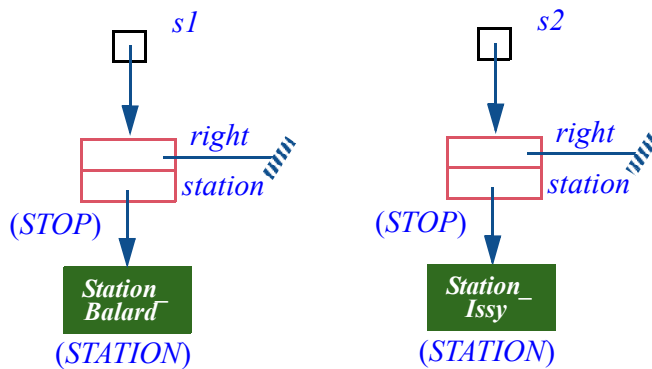 s1
right
station
(STOP)
Station_
Balard
(STATION)
s2
right
station
(STOP)
Station_
Issy
(STATION)